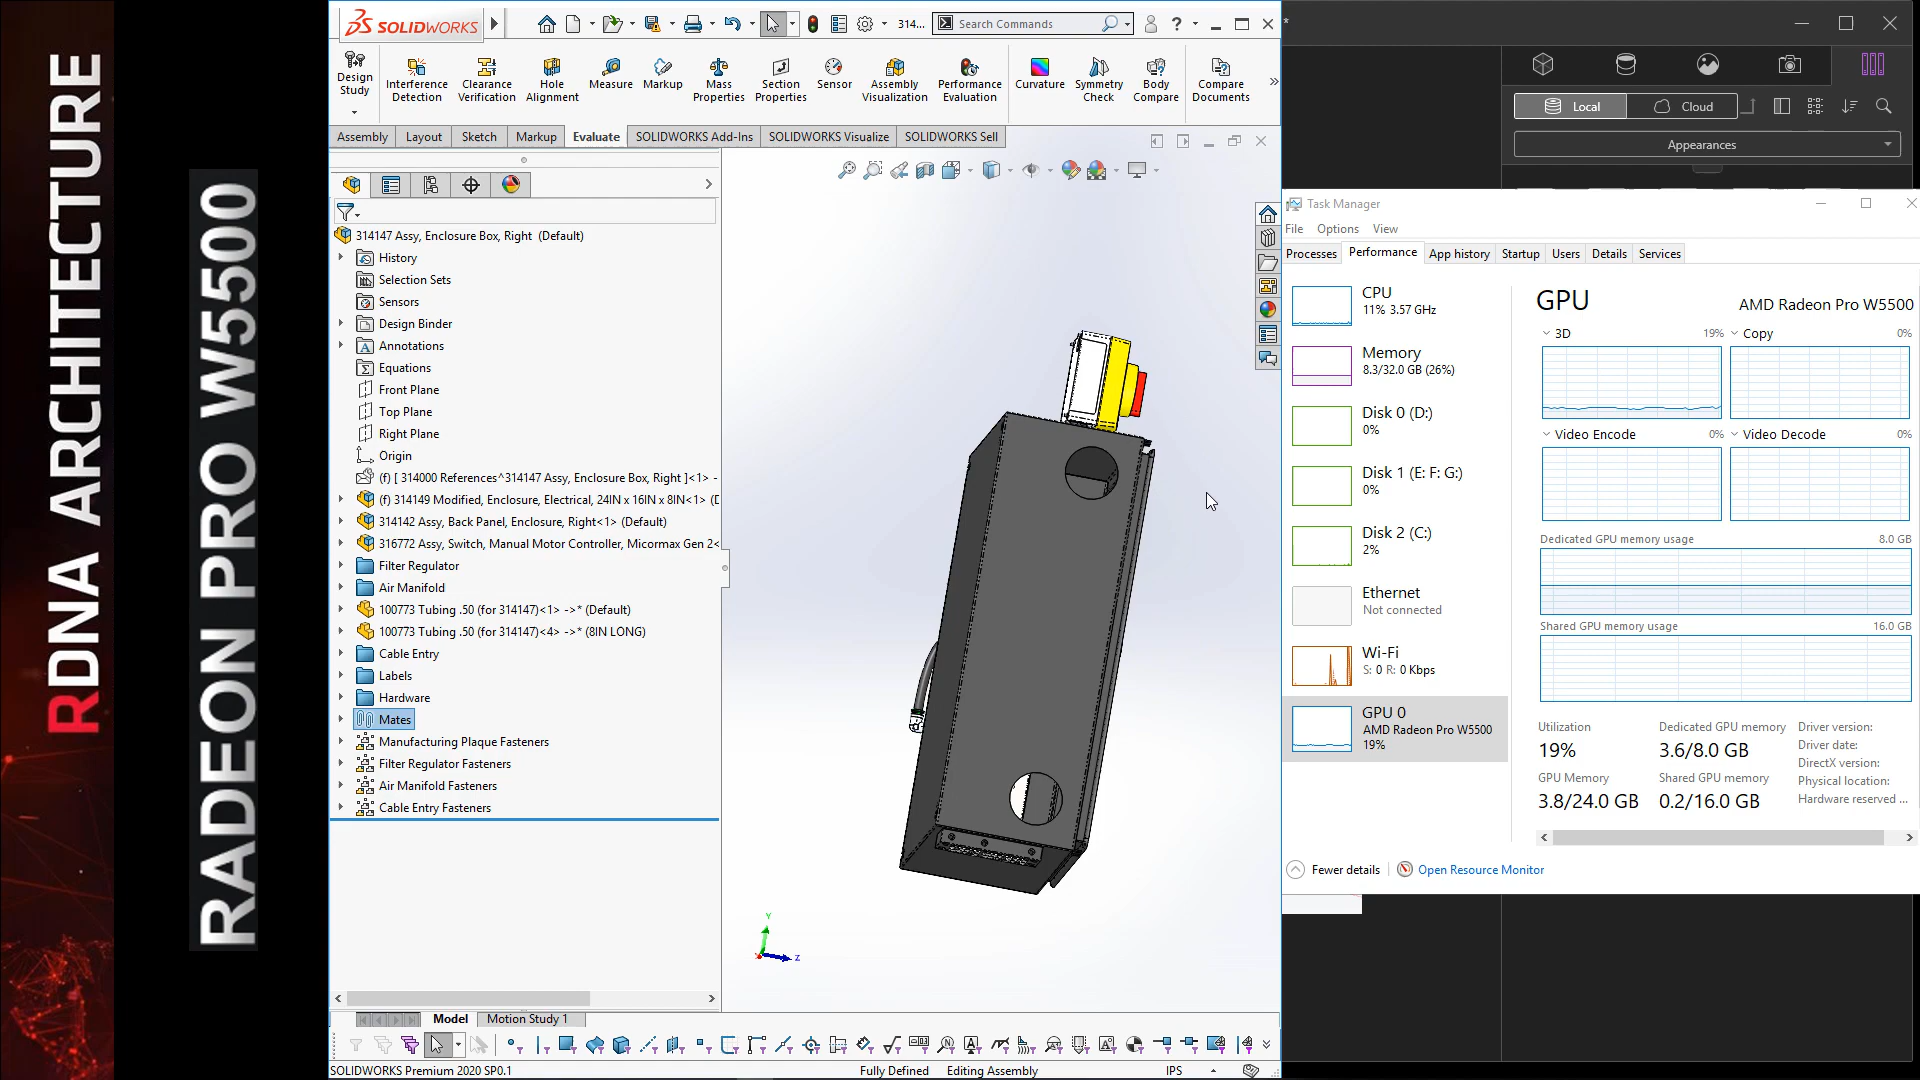 RDNA ARCHITECTURE
RADEON PRO W5500
SOLIDWORKS
314...
Search Commands
?
*
Design Study
Interference Detection
Clearance Verification
Hole Alignment
Measure
Markup
Mass Properties
Section Properties
Sensor
Assembly Visualization
Performance Evaluation
Curvature
Symmetry Check
Body Compare
Compare Documents
Assembly
Layout
Sketch
Markup
Evaluate
SOLIDWORKS Add-Ins
SOLIDWORKS Visualize
SOLIDWORKS Sell
314147 Assy, Enclosure Box, Right (Default)
History
Selection Sets
Sensors
Design Binder
Annotations
Equations
Front Plane
Top Plane
Right Plane
Origin
(f) [ 314000 References^314147 Assy, Enclosure Box, Right ]<1> -
(f) 314149 Modified, Enclosure, Electrical, 24IN x 16IN x 8IN<1> (D
314142 Assy, Back Panel, Enclosure, Right<1> (Default)
316772 Assy, Switch, Manual Motor Controller, Micormax Gen 2<
Filter Regulator
Air Manifold
100773 Tubing .50 (for 314147)<1> ->* (Default)
100773 Tubing .50 (for 314147)<4> ->* (8IN LONG)
Cable Entry
Labels
Hardware
Mates
Manufacturing Plaque Fasteners
Filter Regulator Fasteners
Air Manifold Fasteners
Cable Entry Fasteners
Y
Z
Model
Motion Study 1
SOLIDWORKS Premium 2020 SP0.1
Fully Defined
Editing Assembly
IPS
Local
Cloud
Appearances
Task Manager
File Options View
Processes
Performance
App history
Startup
Users
Details
Services
CPU
11% 3.57 GHz
Memory
8.3/32.0 GB (26%)
Disk 0 (D:)
0%
Disk 1 (E: F: G:)
0%
Disk 2 (C:)
2%
Ethernet
Not connected
Wi-Fi
S: 0 R: 0 Kbps
GPU 0
AMD Radeon Pro W5500
19%
GPU
AMD Radeon Pro W5500
3D 19%
Copy 0%
Video Encode 0%
Video Decode 0%
Dedicated GPU memory usage 8.0 GB
Shared GPU memory usage 16.0 GB
Utilization
19%
Dedicated GPU memory
3.6/8.0 GB
GPU Memory
3.8/24.0 GB
Shared GPU memory
0.2/16.0 GB
Driver version:
Driver date:
DirectX version:
Physical location:
Hardware reserved ...
Fewer details
Open Resource Monitor